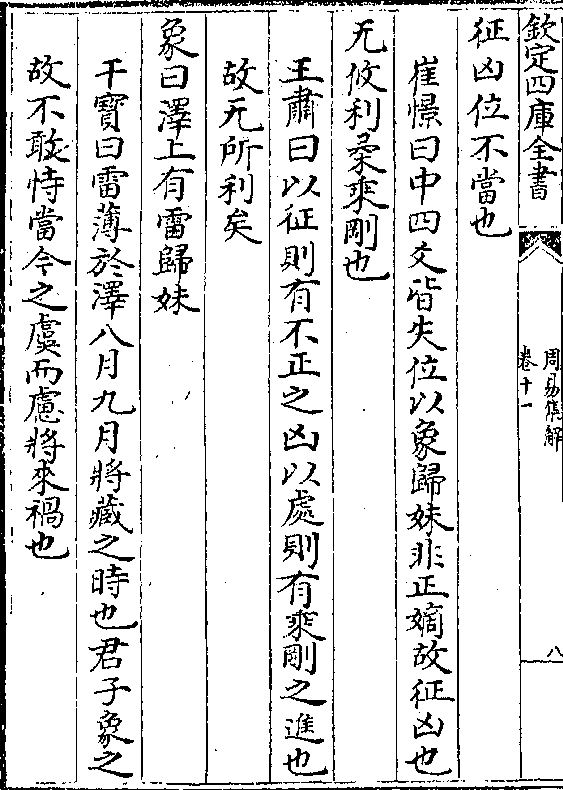 欽定四庫全書
周易集解
卷十一
八
征凶位不當也
崔憬曰中四爻皆失位以象歸妹非正嫡故征凶也
无攸利柔乘剛也
王肅曰以征則有不正之凶以處則有乘剛之進也
故无所利矣
象曰澤上有雷歸妹
干寶曰雷薄於澤八月九月將藏之時也君子象之
故不敢恃當今之虞而慮將來禍也